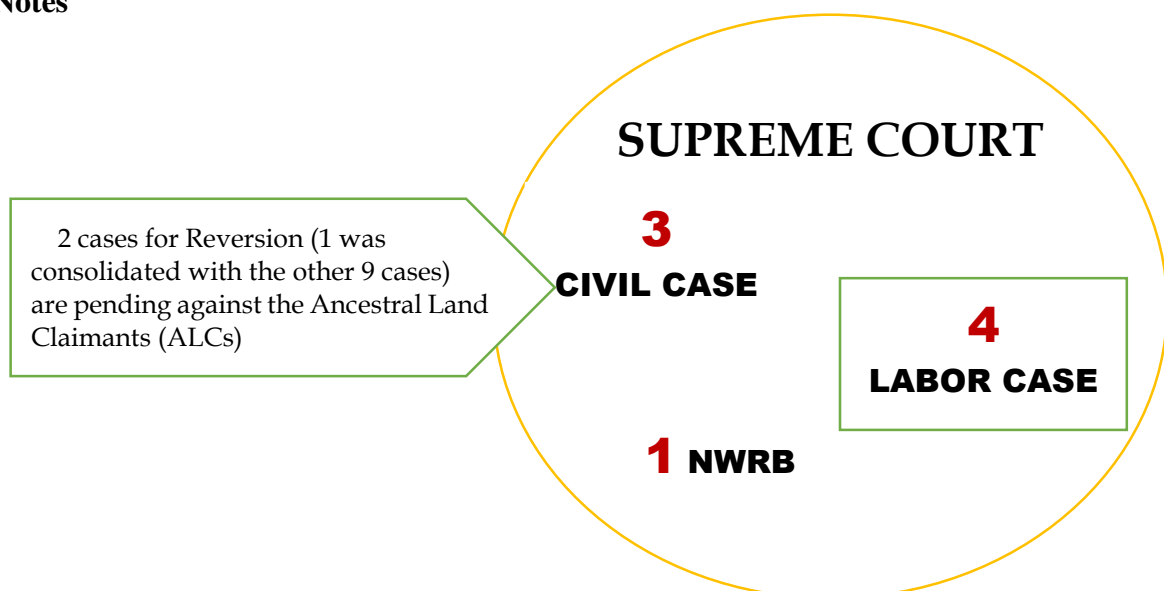 Notes
SUPREME COURT
2 cases for Reversion (1 was
consolidated with the other 9 cases)
are pending against the Ancestral Land
Claimants (ALCs)
3
CIVIL CASE
4
LABOR CASE
1 NWRB